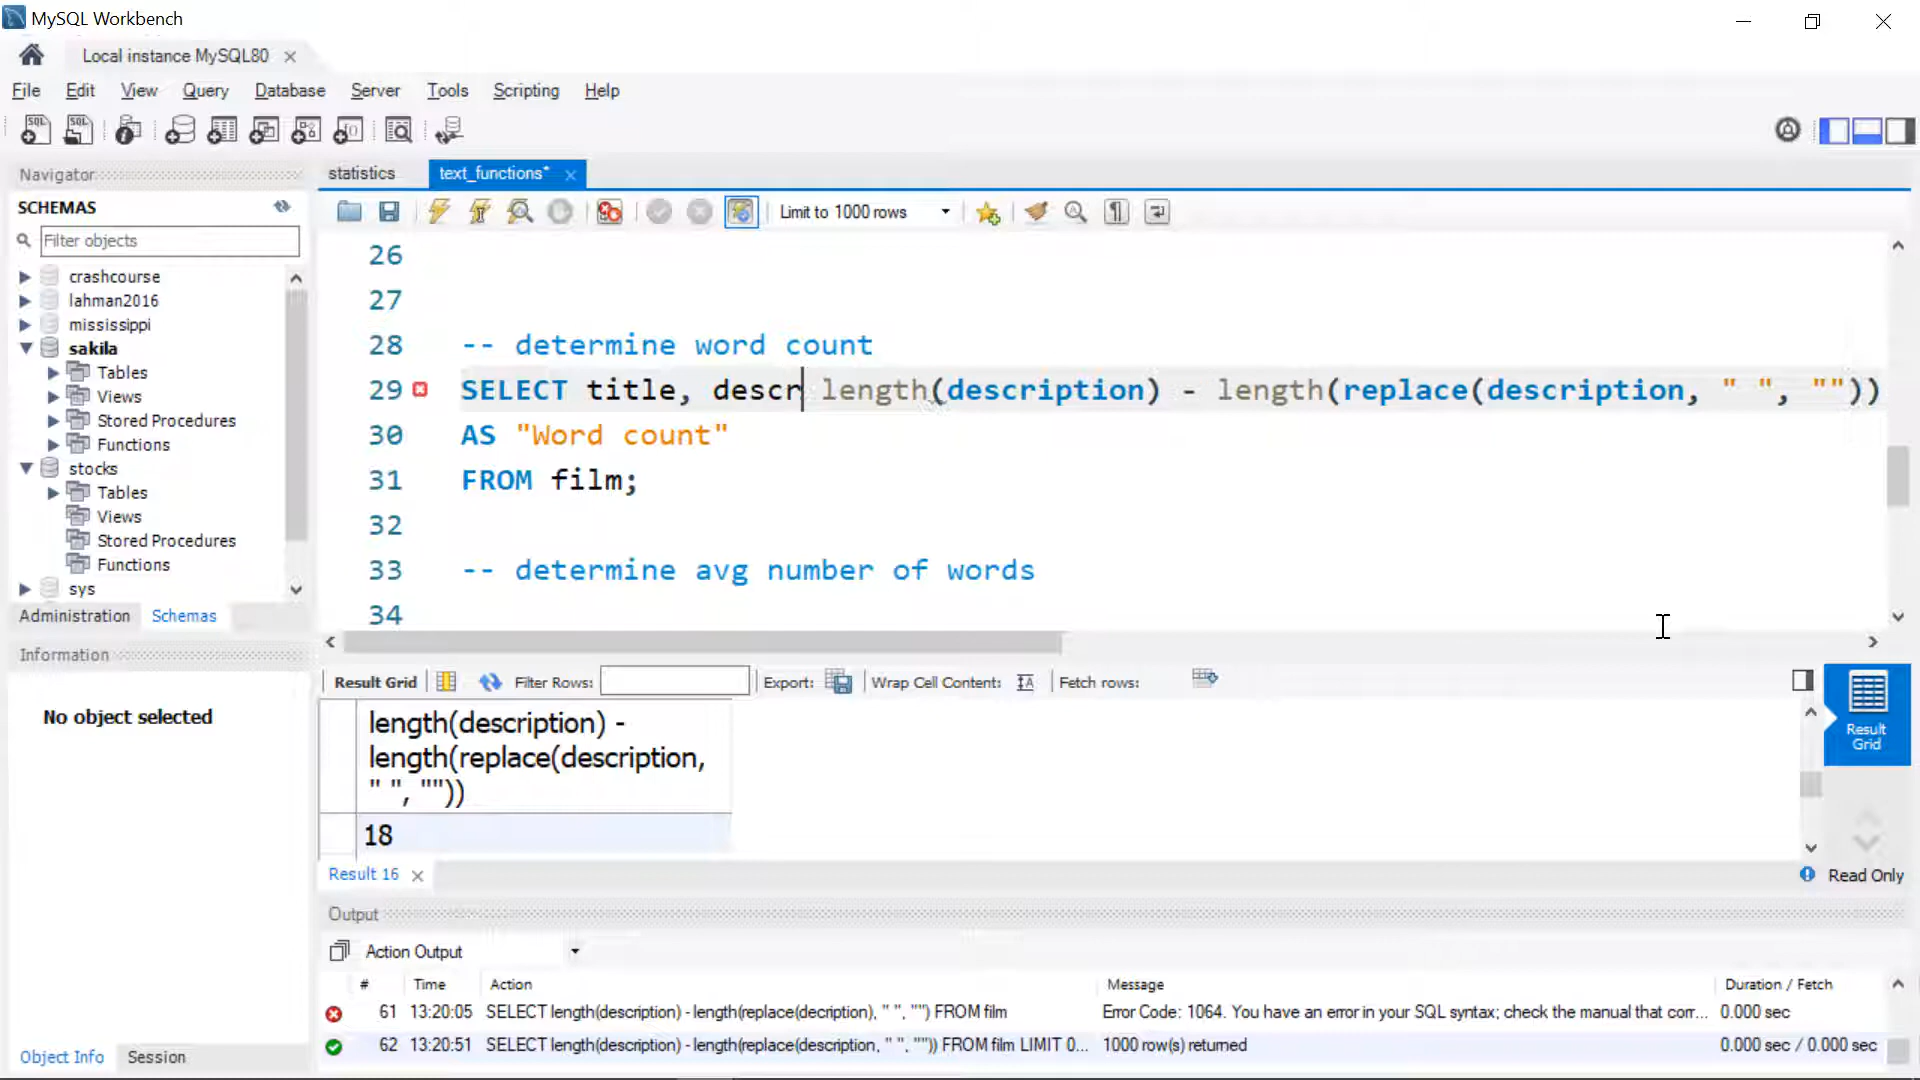 MySQL Workbench
Local instance MySQL80
File Edit View Query Database Server Tools Scripting Help
Navigator
SCHEMAS
Filter objects
crashcourse
lahman2016
mississippi
sakila
Tables
Views
Stored Procedures
Functions
stocks
Tables
Views
Stored Procedures
Functions
sys
Administration Schemas
Information
No object selected
Object Info Session
statistics text_functions*
Limit to 1000 rows
26
27
28 -- determine word count
29 SELECT title, descr length(description) - length(replace(description, " ", ""))
30 AS "Word count"
31 FROM film;
32
33 -- determine avg number of words
34
Result Grid Filter Rows: Export: Wrap Cell Content: Fetch rows:
length(description) -
length(replace(description,
" ", ""))
18
Result
Grid
Result 16
Read Only
Output
Action Output
# Time Action Message Duration / Fetch
61 13:20:05 SELECT length(description) - length(replace(decription), " ", "") FROM film Error Code: 1064. You have an error in your SQL syntax; check the manual that corr... 0.000 sec
62 13:20:51 SELECT length(description) - length(replace(description, " ", "")) FROM film LIMIT 0... 1000 row(s) returned 0.000 sec / 0.000 sec